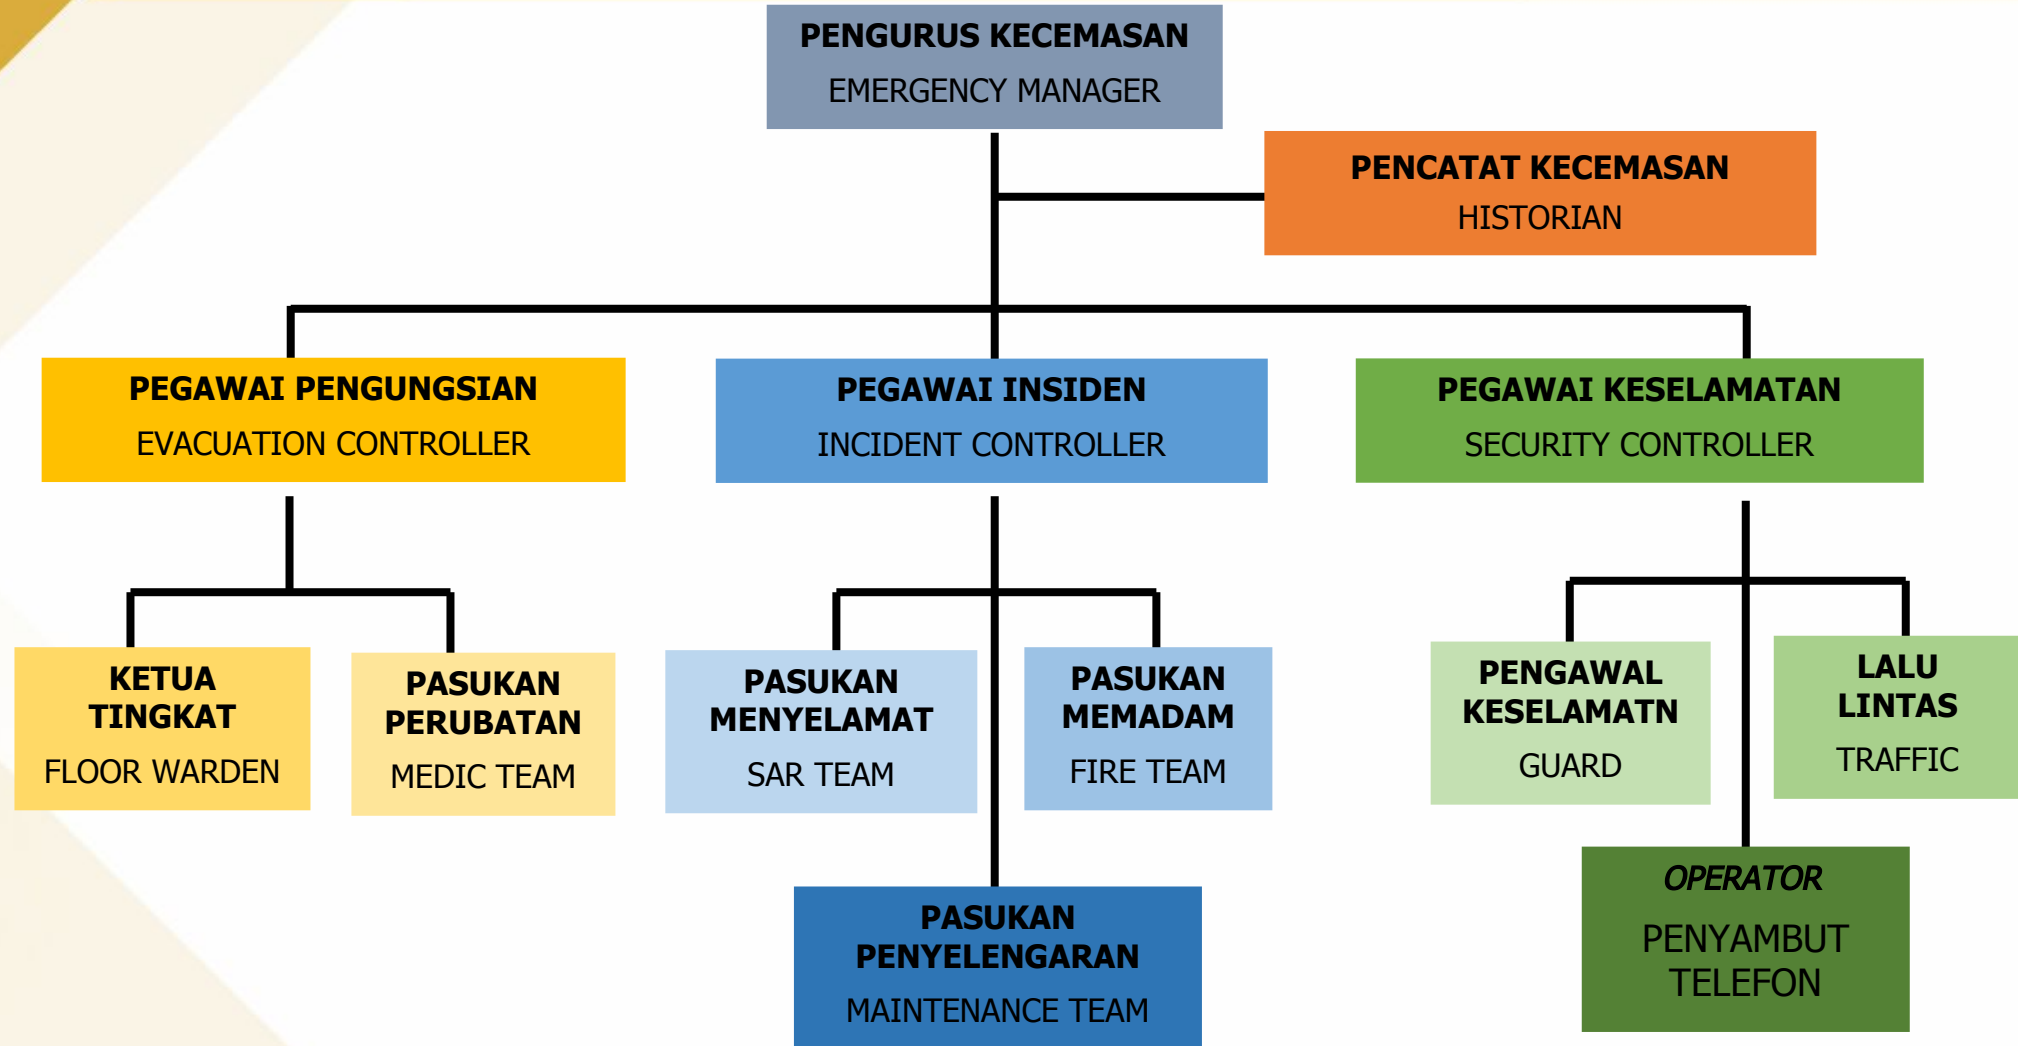 PENGURUS KECEMASAN
EMERGENCY MANAGER
PENCATAT KECEMASAN
HISTORIAN
PEGAWAI PENGUNGSIAN
EVACUATION CONTROLLER
PEGAWAI INSIDEN
INCIDENT CONTROLLER
PEGAWAI KESELAMATAN
SECURITY CONTROLLER
KETUA
TINGKAT
FLOOR WARDEN
PASUKAN
PERUBATAN
MEDIC TEAM
PASUKAN
MENYELAMAT
SAR TEAM
PASUKAN
MEMADAM
FIRE TEAM
PENGAWAL
KESELAMATN
GUARD
LALU
LINTAS
TRAFFIC
PASUKAN
PENYELENGARAN
MAINTENANCE TEAM
OPERATOR
PENYAMBUT
TELEFON